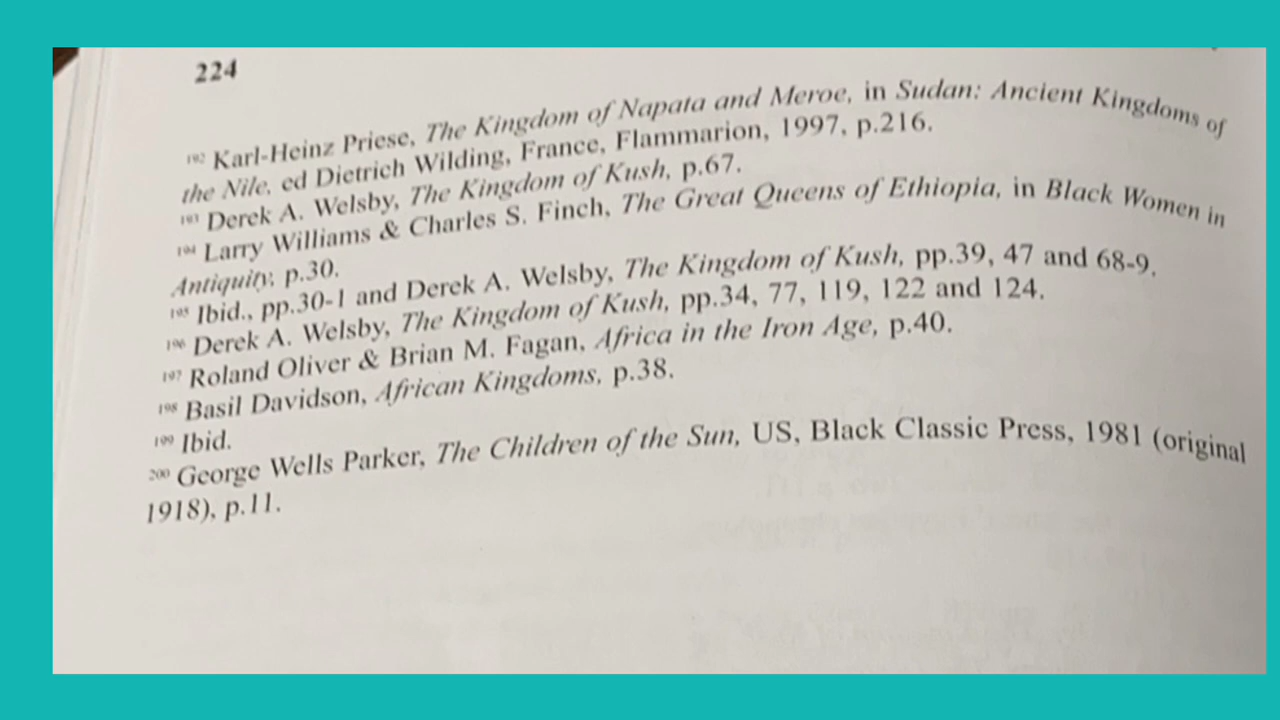 224
192 Karl-Heinz Priese, The Kingdom of Napata and Meroe, in Sudan: Ancient Kingdoms of
the Nile, ed Dietrich Wilding, France, Flammarion, 1997, p.216.
193 Derek A. Welsby, The Kingdom of Kush, p.67.
194 Larry Williams & Charles S. Finch, The Great Queens of Ethiopia, in Black Women in
Antiquity, p.30.
195 Ibid., pp.30-1 and Derek A. Welsby, The Kingdom of Kush, pp.39, 47 and 68-9.
196 Derek A. Welsby, The Kingdom of Kush, pp.34, 77, 119, 122 and 124.
197 Roland Oliver & Brian M. Fagan, Africa in the Iron Age, p.40.
198 Basil Davidson, African Kingdoms, p.38.
199 Ibid.
200 George Wells Parker, The Children of the Sun, US, Black Classic Press, 1981 (original
1918), p.11.